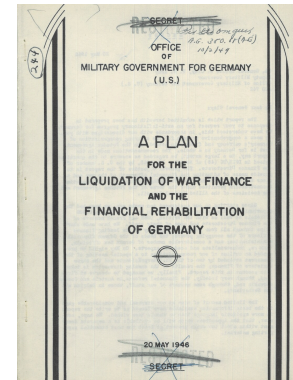 SECRET
OFFICE
OF
MILITARY GOVERNMENT FOR GERMANY
(U.S.)
A PLAN
FOR THE
LIQUIDATION OF WAR FINANCE
AND THE
FINANCIAL REHABILITATION
OF GERMANY
20 MAY 1946
SECRET